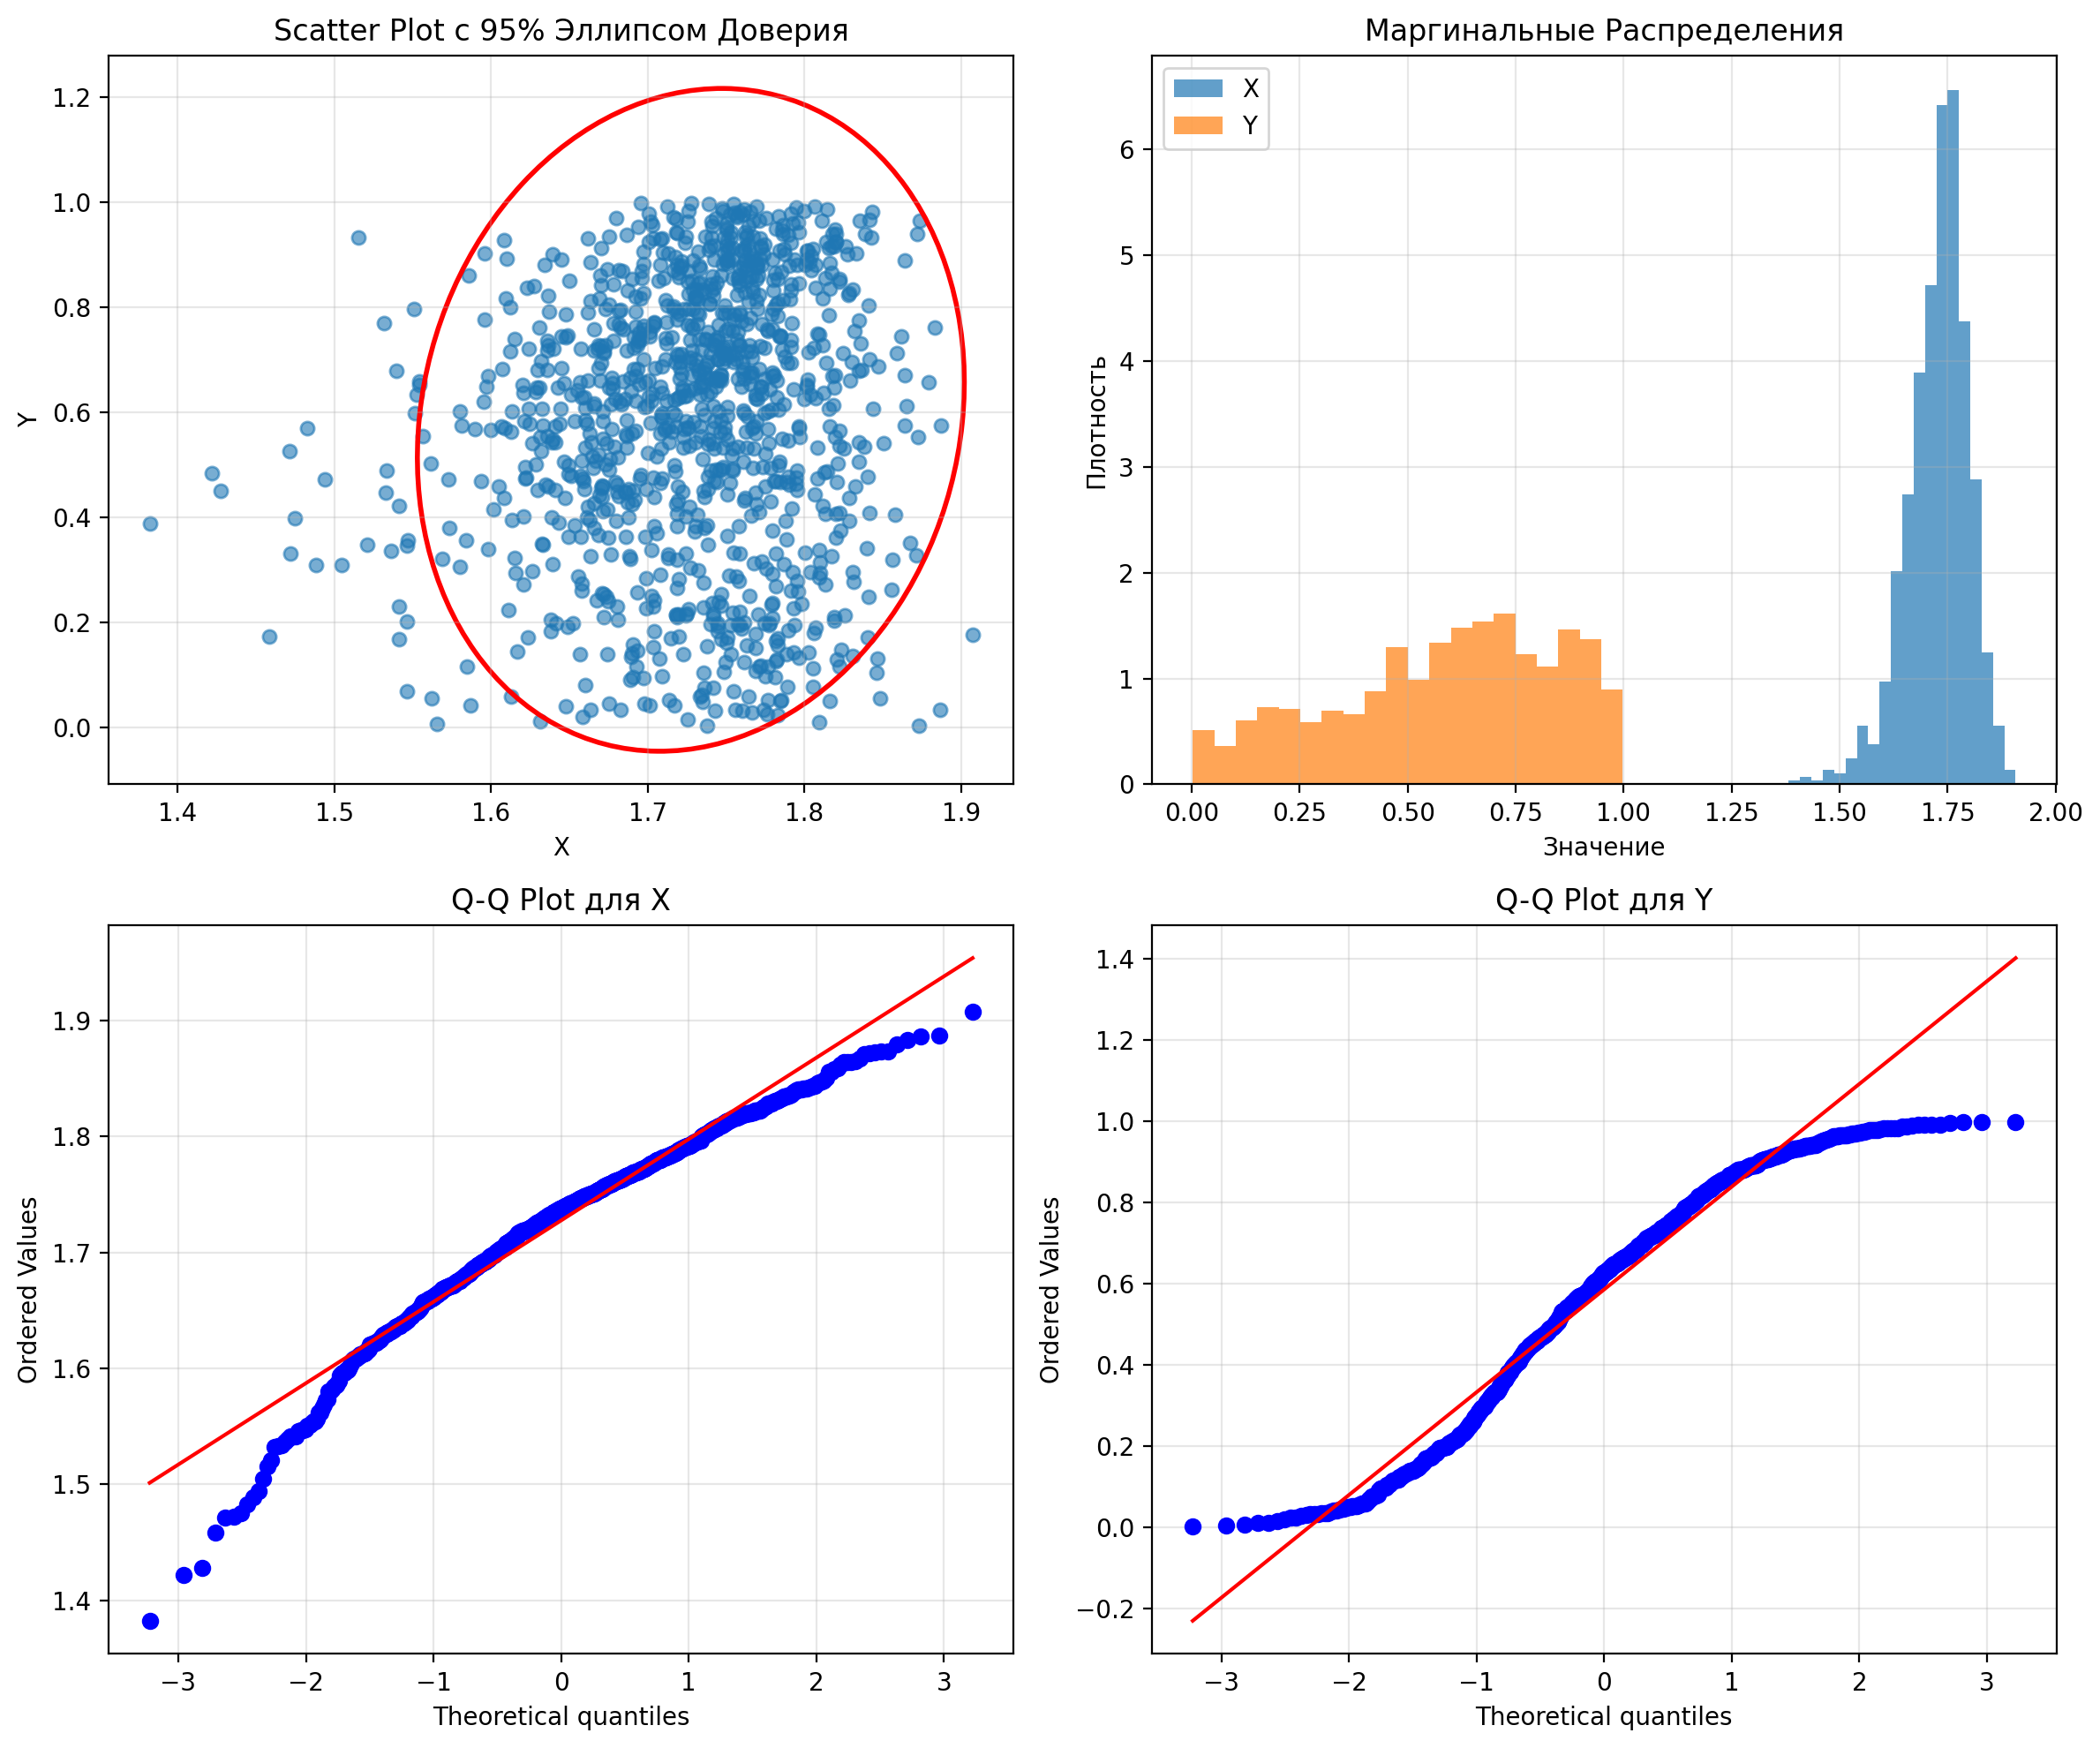 Scatter Plot с 95% Эллипсом Доверия
1.2
1.0
0.8
0.6
0.4
0.2
0.0
Y
1.4 1.5 1.6 1.7 1.8 1.9
X
Маргинальные Распределения
X
Y
6
5
4
3
2
1
0
Плотность
0.00 0.25 0.50 0.75 1.00 1.25 1.50 1.75 2.00
Значение
Q-Q Plot для X
1.9
1.8
1.7
1.6
1.5
1.4
Ordered Values
−3 −2 −1 0 1 2 3
Theoretical quantiles
Q-Q Plot для Y
1.4
1.2
1.0
0.8
0.6
0.4
0.2
0.0
−0.2
Ordered Values
−3 −2 −1 0 1 2 3
Theoretical quantiles